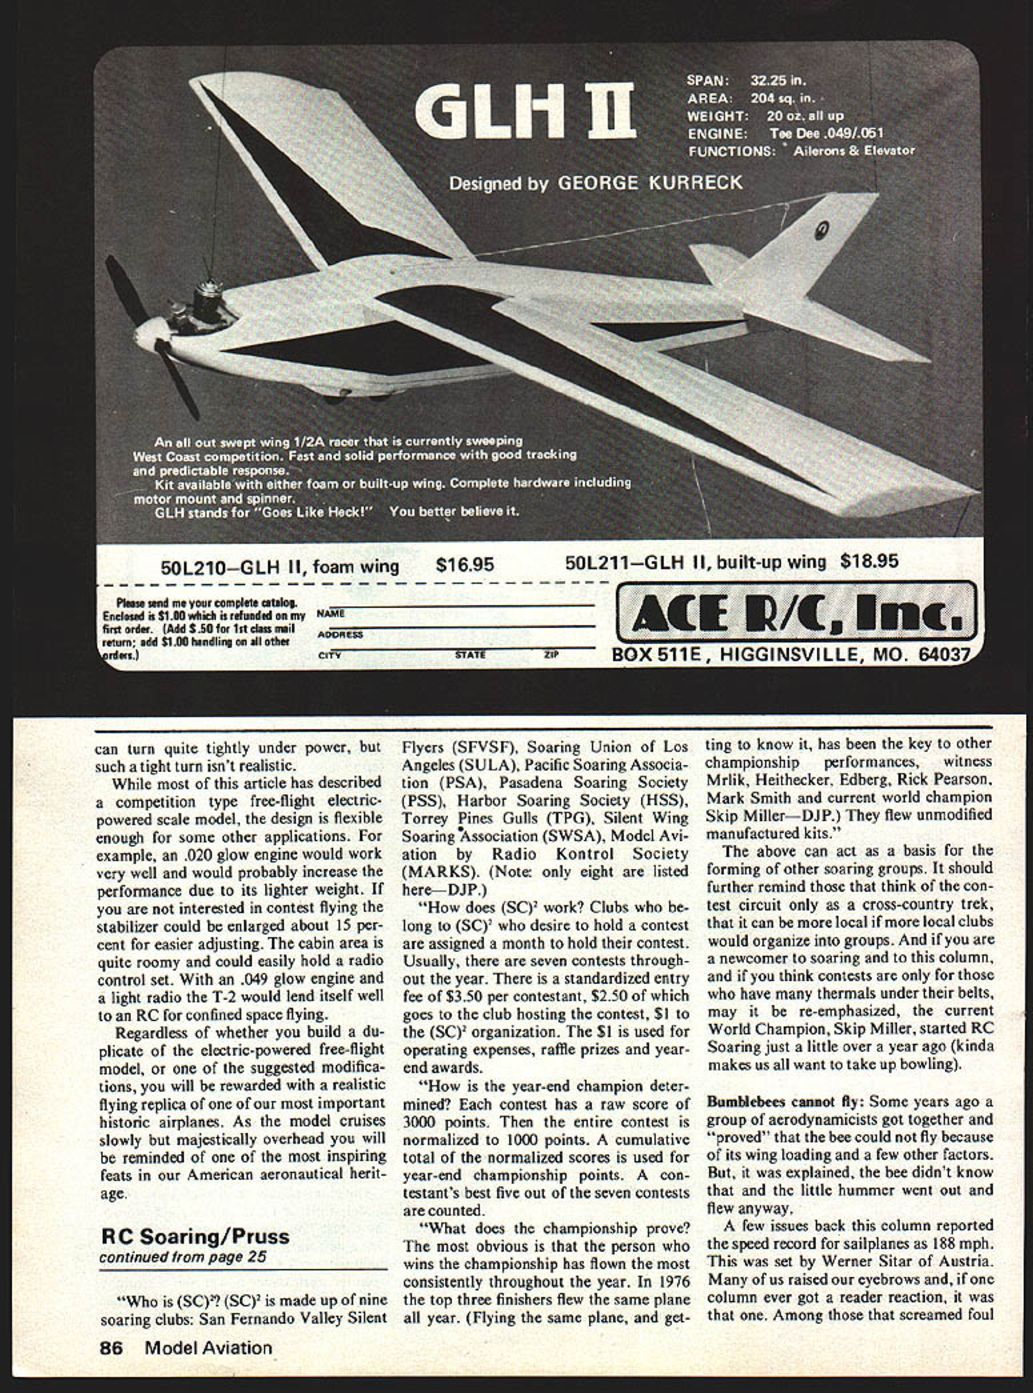 GLH II
SPAN: 32.25 in.
AREA: 204 sq. in.
WEIGHT: 20 oz. all up
ENGINE: Tee Dee .049/.051
FUNCTIONS: Ailerons & Elevator
Designed by GEORGE KURRECK
An all out swept wing 1/2A racer that is currently sweeping
West Coast competition. Fast and solid performance with good tracking
and predictable response.
Kit available with either foam or built-up wing. Complete hardware including
motor mount and spinner.
GLH stands for "Goes Like Heck!" You better believe it.
50L210—GLH II, foam wing $16.95
50L211—GLH II, built-up wing $18.95
Please send me your complete catalog.
Enclosed is $1.00 which is refunded on my
first order. (Add $.50 for 1st class mail
return; add $1.00 handling on all other
orders.)
NAME
ADDRESS
CITY STATE ZIP
ACE R/C, Inc.
BOX 511E, HIGGINSVILLE, MO. 64037
can turn quite tightly under power, but
such a tight turn isn't realistic.
While most of this article has described
a competition type free-flight electric-
powered scale model, the design is flexible
enough for some other applications. For
example, an .020 glow engine would work
very well and would probably increase the
performance due to its lighter weight. If
you are not interested in contest flying the
stabilizer could be enlarged about 15 per-
cent for easier adjusting. The cabin area is
quite roomy and could easily hold a radio
control set. With an .049 glow engine and
a light radio the T-2 would lend itself well
to an RC for confined space flying.
Regardless of whether you build a du-
plicate of the electric-powered free-flight
model, or one of the suggested modifica-
tions, you will be rewarded with a realistic
flying replica of one of our most important
historic airplanes. As the model cruises
slowly but majestically overhead you will
be reminded of one of the most inspiring
feats in our American aeronautical herit-
age.
RC Soaring/Pruss
continued from page 25
"Who is (SC)²? (SC)² is made up of nine
soaring clubs: San Fernando Valley Silent
Flyers (SFVSF), Soaring Union of Los
Angeles (SULA), Pacific Soaring Associa-
tion (PSA), Pasadena Soaring Society
(PSS), Harbor Soaring Society (HSS),
Torrey Pines Gulls (TPG), Silent Wing
Soaring Association (SWSA), Model Avi-
ation by Radio Kontrol Society
(MARKS). (Note: only eight are listed
here—DJP.)
"How does (SC)² work? Clubs who be-
long to (SC)² who desire to hold a contest
are assigned a month to hold their contest.
Usually, there are seven contests through-
out the year. There is a standardized entry
fee of $3.50 per contestant, $2.50 of which
goes to the club hosting the contest, $1 to
the (SC)² organization. The $1 is used for
operating expenses, raffle prizes and year-
end awards.
"How is the year-end champion deter-
mined? Each contest has a raw score of
3000 points. Then the entire contest is
normalized to 1000 points. A cumulative
total of the normalized scores is used for
year-end championship points. A con-
testant's best five out of the seven contests
are counted.
"What does the championship prove?
The most obvious is that the person who
wins the championship has flown the most
consistently throughout the year. In 1976
the top three finishers flew the same plane
all year. (Flying the same plane, and get-
ting to know it, has been the key to other
championship performances, witness
Mrlik, Heithecker, Edberg, Rick Pearson,
Mark Smith and current world champion
Skip Miller—DJP.) They flew unmodified
manufactured kits."
The above can act as a basis for the
forming of other soaring groups. It should
further remind those that think of the con-
test circuit only as a cross-country trek,
that it can be more local if more local clubs
would organize into groups. And if you are
a newcomer to soaring and to this column,
and if you think contests are only for those
who have many thermals under their belts,
may it be re-emphasized, the current
World Champion, Skip Miller, started RC
Soaring just a little over a year ago (kinda
makes us all want to take up bowling).
Bumblebees cannot fly: Some years ago a
group of aerodynamicists got together and
"proved" that the bee could not fly because
of its wing loading and a few other factors.
But, it was explained, the bee didn't know
that and the little hummer went out and
flew anyway.
A few issues back this column reported
the speed record for sailplanes as 188 mph.
This was set by Werner Sitar of Austria.
Many of us raised our eyebrows and, if one
column ever got a reader reaction, it was
that one. Among those that screamed foul
86 Model Aviation